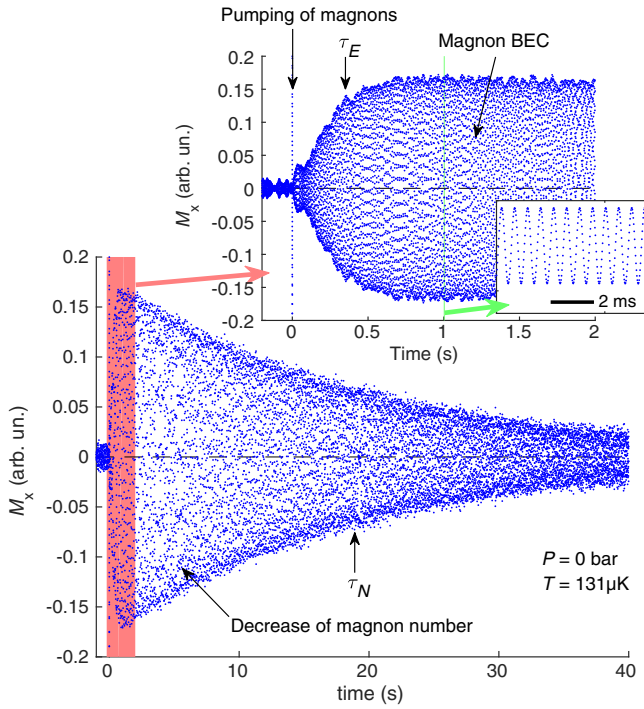 Pumping of magnons
τE
Magnon BEC
0.2
0.15
0.1
0.05
0
-0.05
-0.1
-0.15
-0.2
Mx (arb. un.)
0 0.5 1 1.5 2
Time (s)
2 ms
0.2
0.15
0.1
0.05
0
-0.05
-0.1
-0.15
-0.2
Mx (arb. un.)
τN
Decrease of magnon number
P = 0 bar
T = 131µK
0 10 20 30 40
time (s)